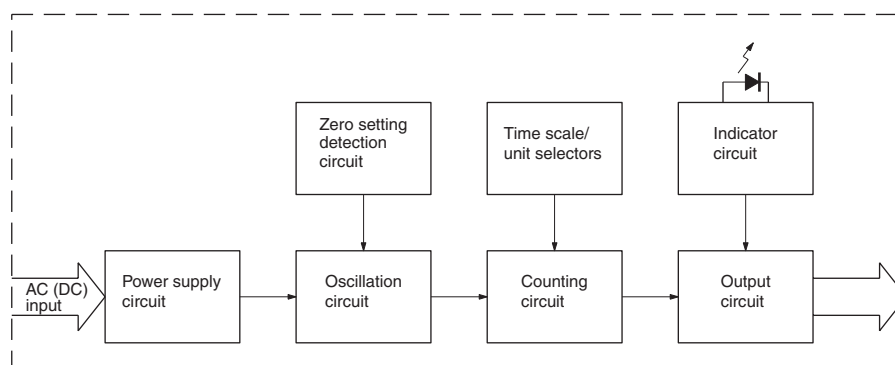 Zero setting
detection
circuit
Time scale/
unit selectors
Indicator
circuit
AC (DC)
input
Power supply
circuit
Oscillation
circuit
Counting
circuit
Output
circuit